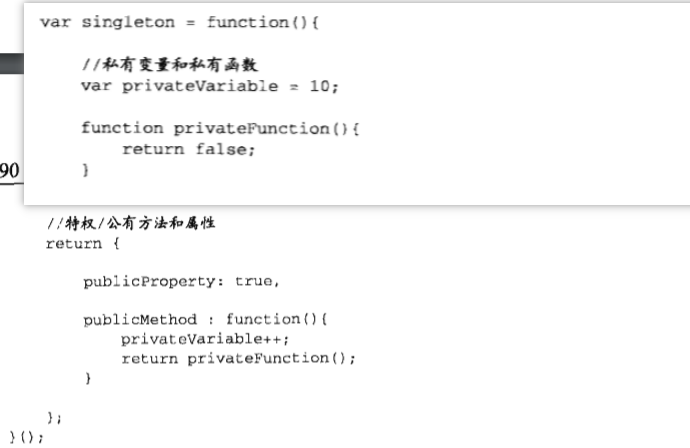 var singleton = function(){
//私有变量和私有函数
var privateVariable = 10;
function privateFunction(){
return false;
}
90
//特权/公有方法和属性
return {
publicProperty: true,
publicMethod : function(){
privateVariable++;
return privateFunction();
}
};
}();